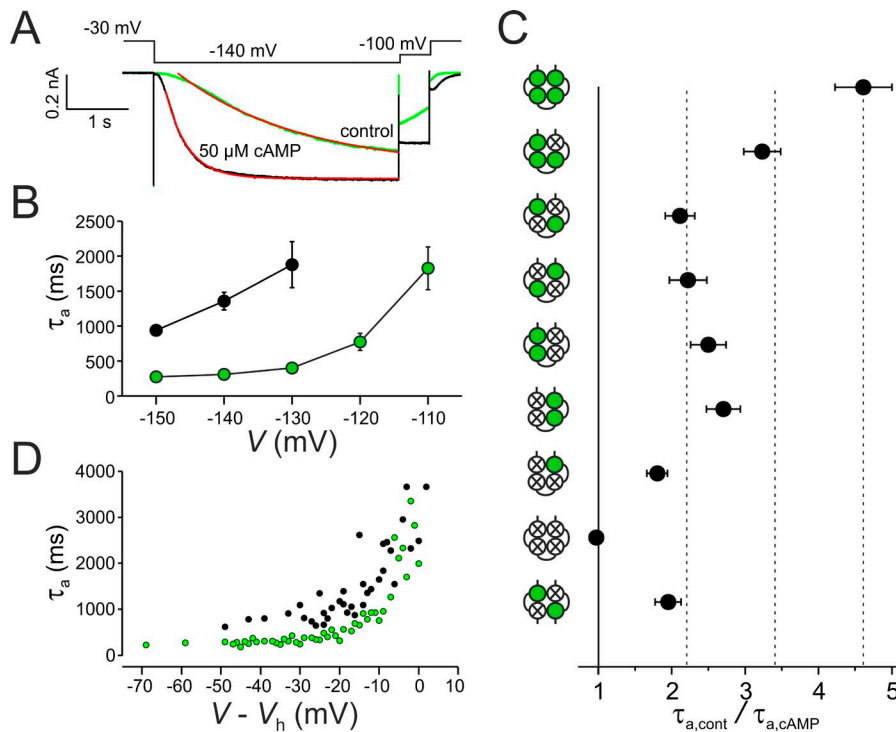 A
-30 mV
-140 mV
-100 mV
0.2 nA
1 s
control
50 µM cAMP
B
2500
2000
1500
1000
500
0
τa (ms)
-150 -140 -130 -120 -110
V (mV)
C
1 2 3 4 5
τa,cont / τa,cAMP
D
4000
3000
2000
1000
0
τa (ms)
-70 -60 -50 -40 -30 -20 -10 0 10
V - Vh (mV)